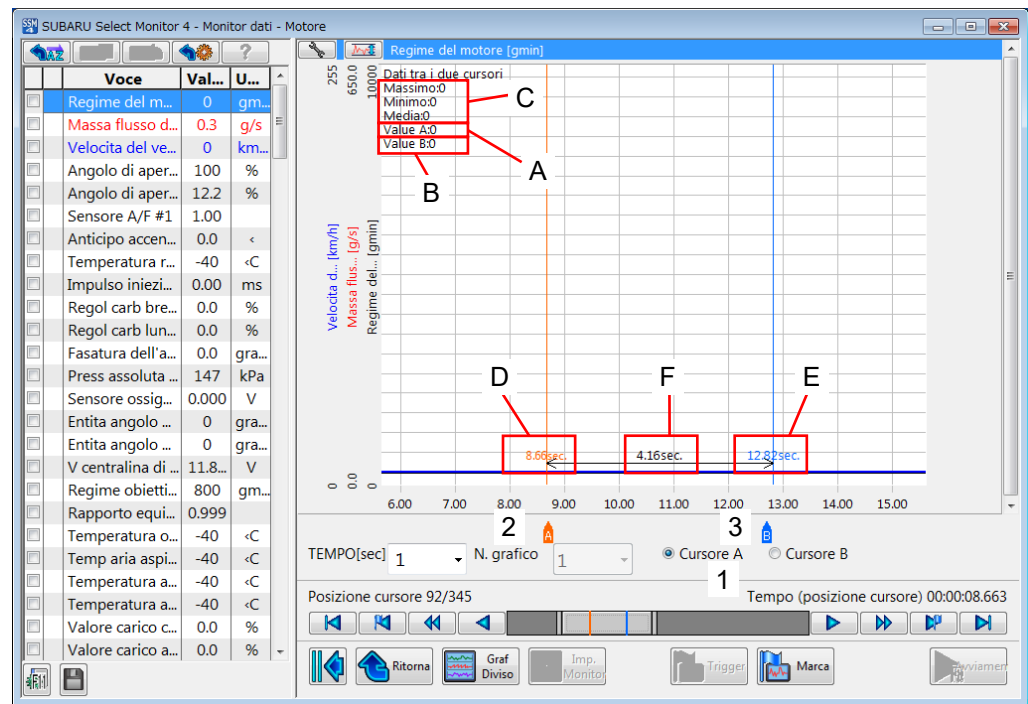 SUBARU Select Monitor 4 - Monitor dati - Motore
AZ
?
Voce Val... U...
Regime del m... 0 gm...
Massa flusso d... 0.3 g/s
Velocita del ve... 0 km...
Angolo di aper... 100 %
Angolo di aper... 12.2 %
Sensore A/F #1 1.00
Anticipo accen... 0.0 ‹
Temperatura r... -40 ‹C
Impulso iniezi... 0.00 ms
Regol carb bre... 0.0 %
Regol carb lun... 0.0 %
Fasatura dell'a... 0.0 gra...
Press assoluta ... 147 kPa
Sensore ossig... 0.000 V
Entita angolo ... 0 gra...
Entita angolo ... 0 gra...
V centralina di ... 11.8... V
Regime obietti... 800 gm...
Rapporto equi... 0.999
Temperatura o... -40 ‹C
Temp aria aspi... -40 ‹C
Temperatura a... -40 ‹C
Temperatura a... -40 ‹C
Valore carico c... 0.0 %
Valore carico a... 0.0 %
F11
Regime del motore [gmin]
255
650.0
10000
Dati tra i due cursori
Massimo:0
Minimo:0
Media:0
Value A:0
Value B:0
C
A
B
Velocita d... [km/h]
Massa flus... [g/s]
Regime del... [gmin]
D F E
8.66sec. 4.16sec. 12.82sec.
0 0.0 0
6.00 7.00 8.00 9.00 10.00 11.00 12.00 13.00 14.00 15.00
2 3
A B
TEMPO[sec] 1 N. grafico 1 Cursore A Cursore B
1
Posizione cursore 92/345 Tempo (posizione cursore) 00:00:08.663
Ritorna
Graf Diviso
Imp. Monitor
Trigger
Marca